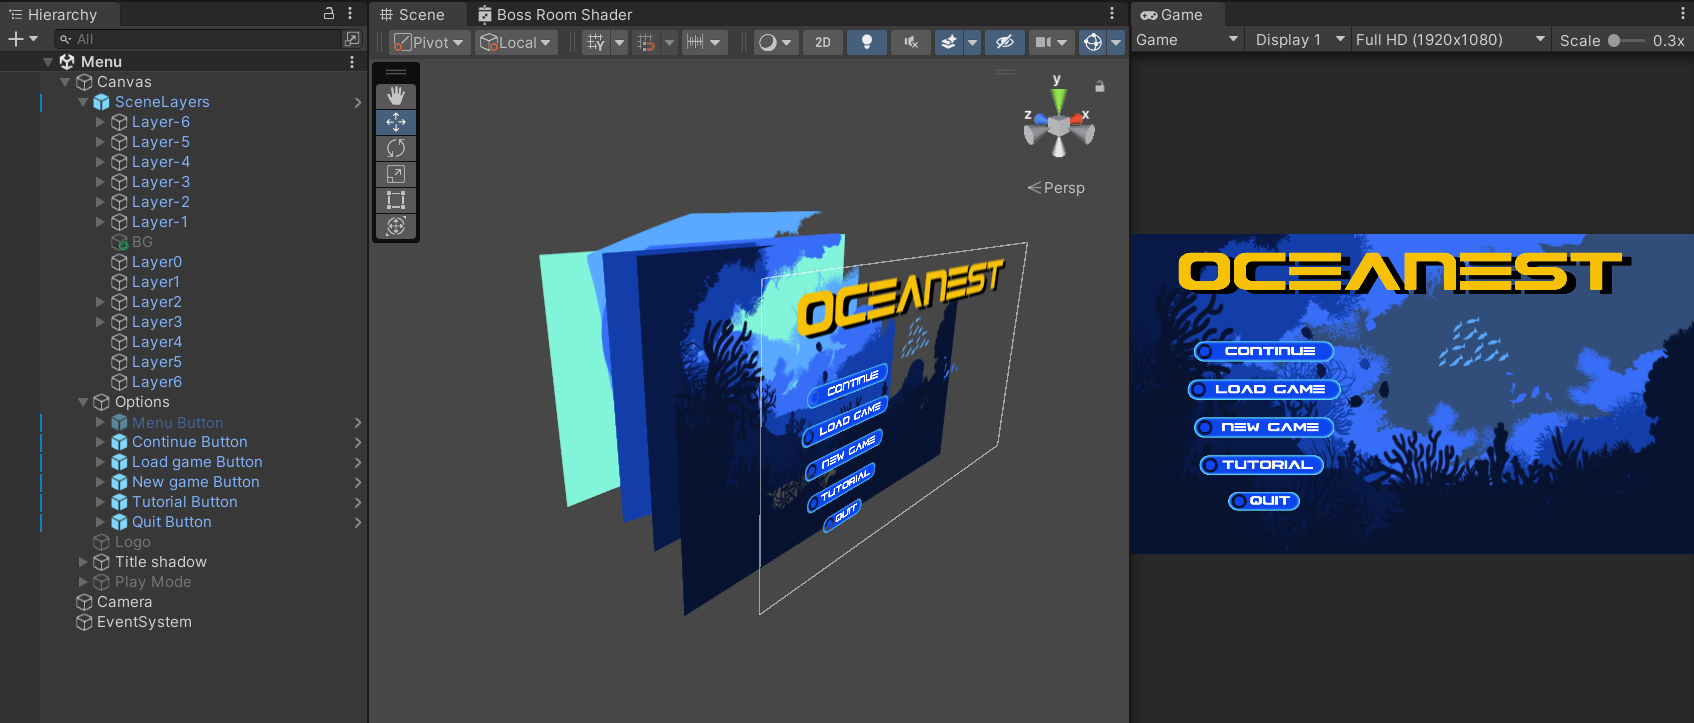 Hierarchy
All
Menu
Canvas
SceneLayers
Layer-6
Layer-5
Layer-4
Layer-3
Layer-2
Layer-1
BG
Layer0
Layer1
Layer2
Layer3
Layer4
Layer5
Layer6
Options
Menu Button
Continue Button
Load game Button
New game Button
Tutorial Button
Quit Button
Logo
Title shadow
Play Mode
Camera
EventSystem
Scene Boss Room Shader
Pivot Local 2D
y
z x
Persp
OCEANEST
CONTINUE
LOAD GAME
NEW GAME
TUTORIAL
QUIT
Game
Game Display 1 Full HD (1920x1080) Scale 0.3x
OCEANEST
CONTINUE
LOAD GAME
NEW GAME
TUTORIAL
QUIT